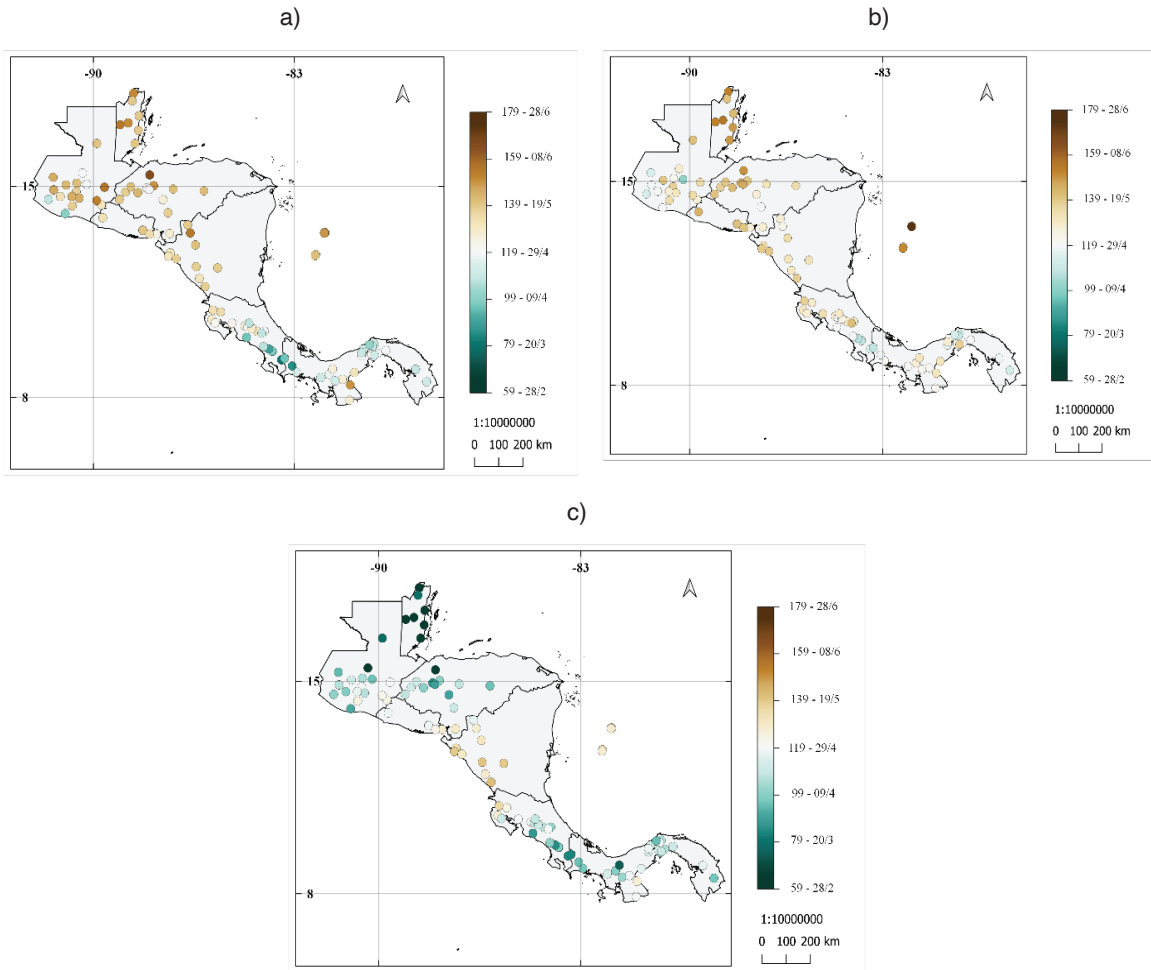 a)
-90
-83
15
8
179 - 28/6
159 - 08/6
139 - 19/5
119 - 29/4
99 - 09/4
79 - 20/3
59 - 28/2
1:10000000
0 100 200 km
b)
-90
-83
15
8
179 - 28/6
159 - 08/6
139 - 19/5
119 - 29/4
99 - 09/4
79 - 20/3
59 - 28/2
1:10000000
0 100 200 km
c)
-90
-83
15
8
179 - 28/6
159 - 08/6
139 - 19/5
119 - 29/4
99 - 09/4
79 - 20/3
59 - 28/2
1:10000000
0 100 200 km